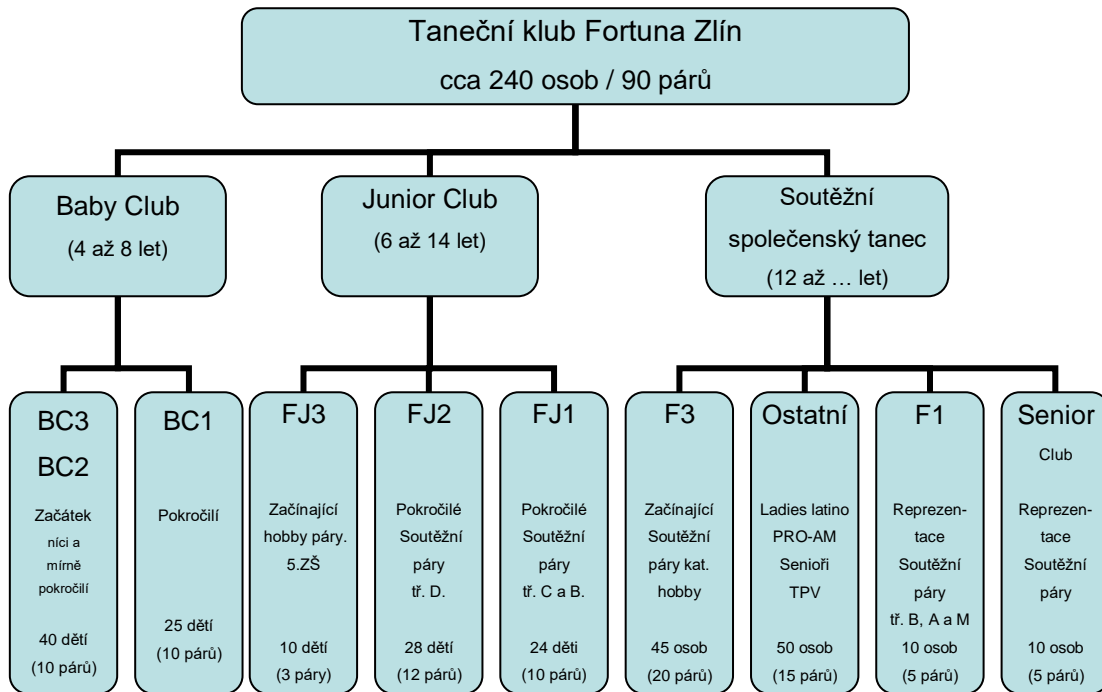 Taneční klub Fortuna Zlín
cca 240 osob / 90 párů
Baby Club
(4 až 8 let)
Junior Club
(6 až 14 let)
Soutěžní
společenský tanec
(12 až … let)
BC3
BC2
Začátek
níci a
mírně
pokročilí
40 dětí
(10 párů)
BC1
Pokročilí
25 dětí
(10 párů)
FJ3
Začínající
hobby páry.
5.ZŠ
10 dětí
(3 páry)
FJ2
Pokročilé
Soutěžní
páry
tř. D.
28 dětí
(12 párů)
FJ1
Pokročilé
Soutěžní
páry
tř. C a B.
24 děti
(10 párů)
F3
Začínající
Soutěžní
páry kat.
hobby
45 osob
(20 párů)
Ostatní
Ladies latino
PRO-AM
Senioři
TPV
50 osob
(15 párů)
F1
Reprezen-
tace
Soutěžní
páry
tř. B, A a M
10 osob
(5 párů)
Senior
Club
Reprezen-
tace
Soutěžní
páry
10 osob
(5 párů)